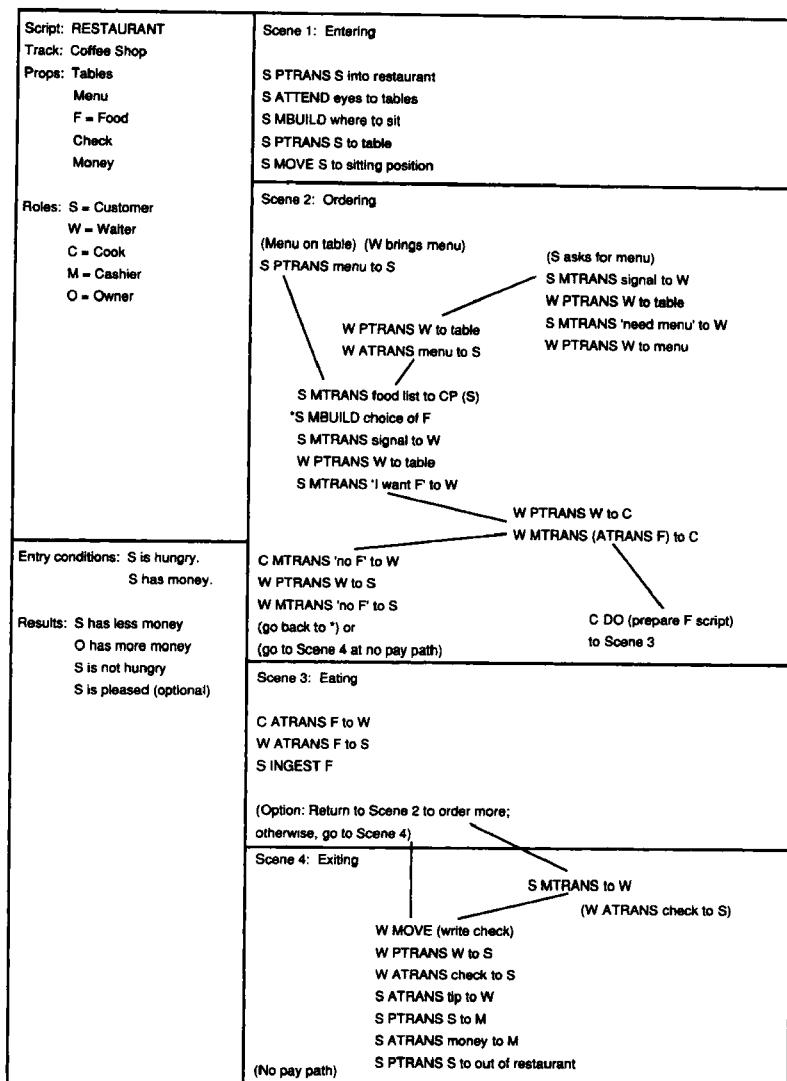 Script: RESTAURANT
Track: Coffee Shop
Props: Tables
Menu
F = Food
Check
Money
Roles: S = Customer
W = Waiter
C = Cook
M = Cashier
O = Owner
Entry conditions: S is hungry.
S has money.
Results: S has less money
O has more money
S is not hungry
S is pleased (optional)
Scene 1: Entering
S PTRANS S into restaurant
S ATTEND eyes to tables
S MBUILD where to sit
S PTRANS S to table
S MOVE S to sitting position
Scene 2: Ordering
(Menu on table) (W brings menu)
S PTRANS menu to S
(S asks for menu)
S MTRANS signal to W
W PTRANS W to table
S MTRANS 'need menu' to W
W PTRANS W to menu
W PTRANS W to table
W ATRANS menu to S
S MTRANS food list to CP (S)
*S MBUILD choice of F
S MTRANS signal to W
W PTRANS W to table
S MTRANS 'I want F' to W
W PTRANS W to C
W MTRANS (ATRANS F) to C
C MTRANS 'no F' to W
W PTRANS W to S
W MTRANS 'no F' to S
(go back to *) or
(go to Scene 4 at no pay path)
C DO (prepare F script)
to Scene 3
Scene 3: Eating
C ATRANS F to W
W ATRANS F to S
S INGEST F
(Option: Return to Scene 2 to order more;
otherwise, go to Scene 4)
Scene 4: Exiting
S MTRANS to W
(W ATRANS check to S)
W MOVE (write check)
W PTRANS W to S
W ATRANS check to S
S ATRANS tip to W
S PTRANS S to M
S ATRANS money to M
(No pay path) S PTRANS S to out of restaurant